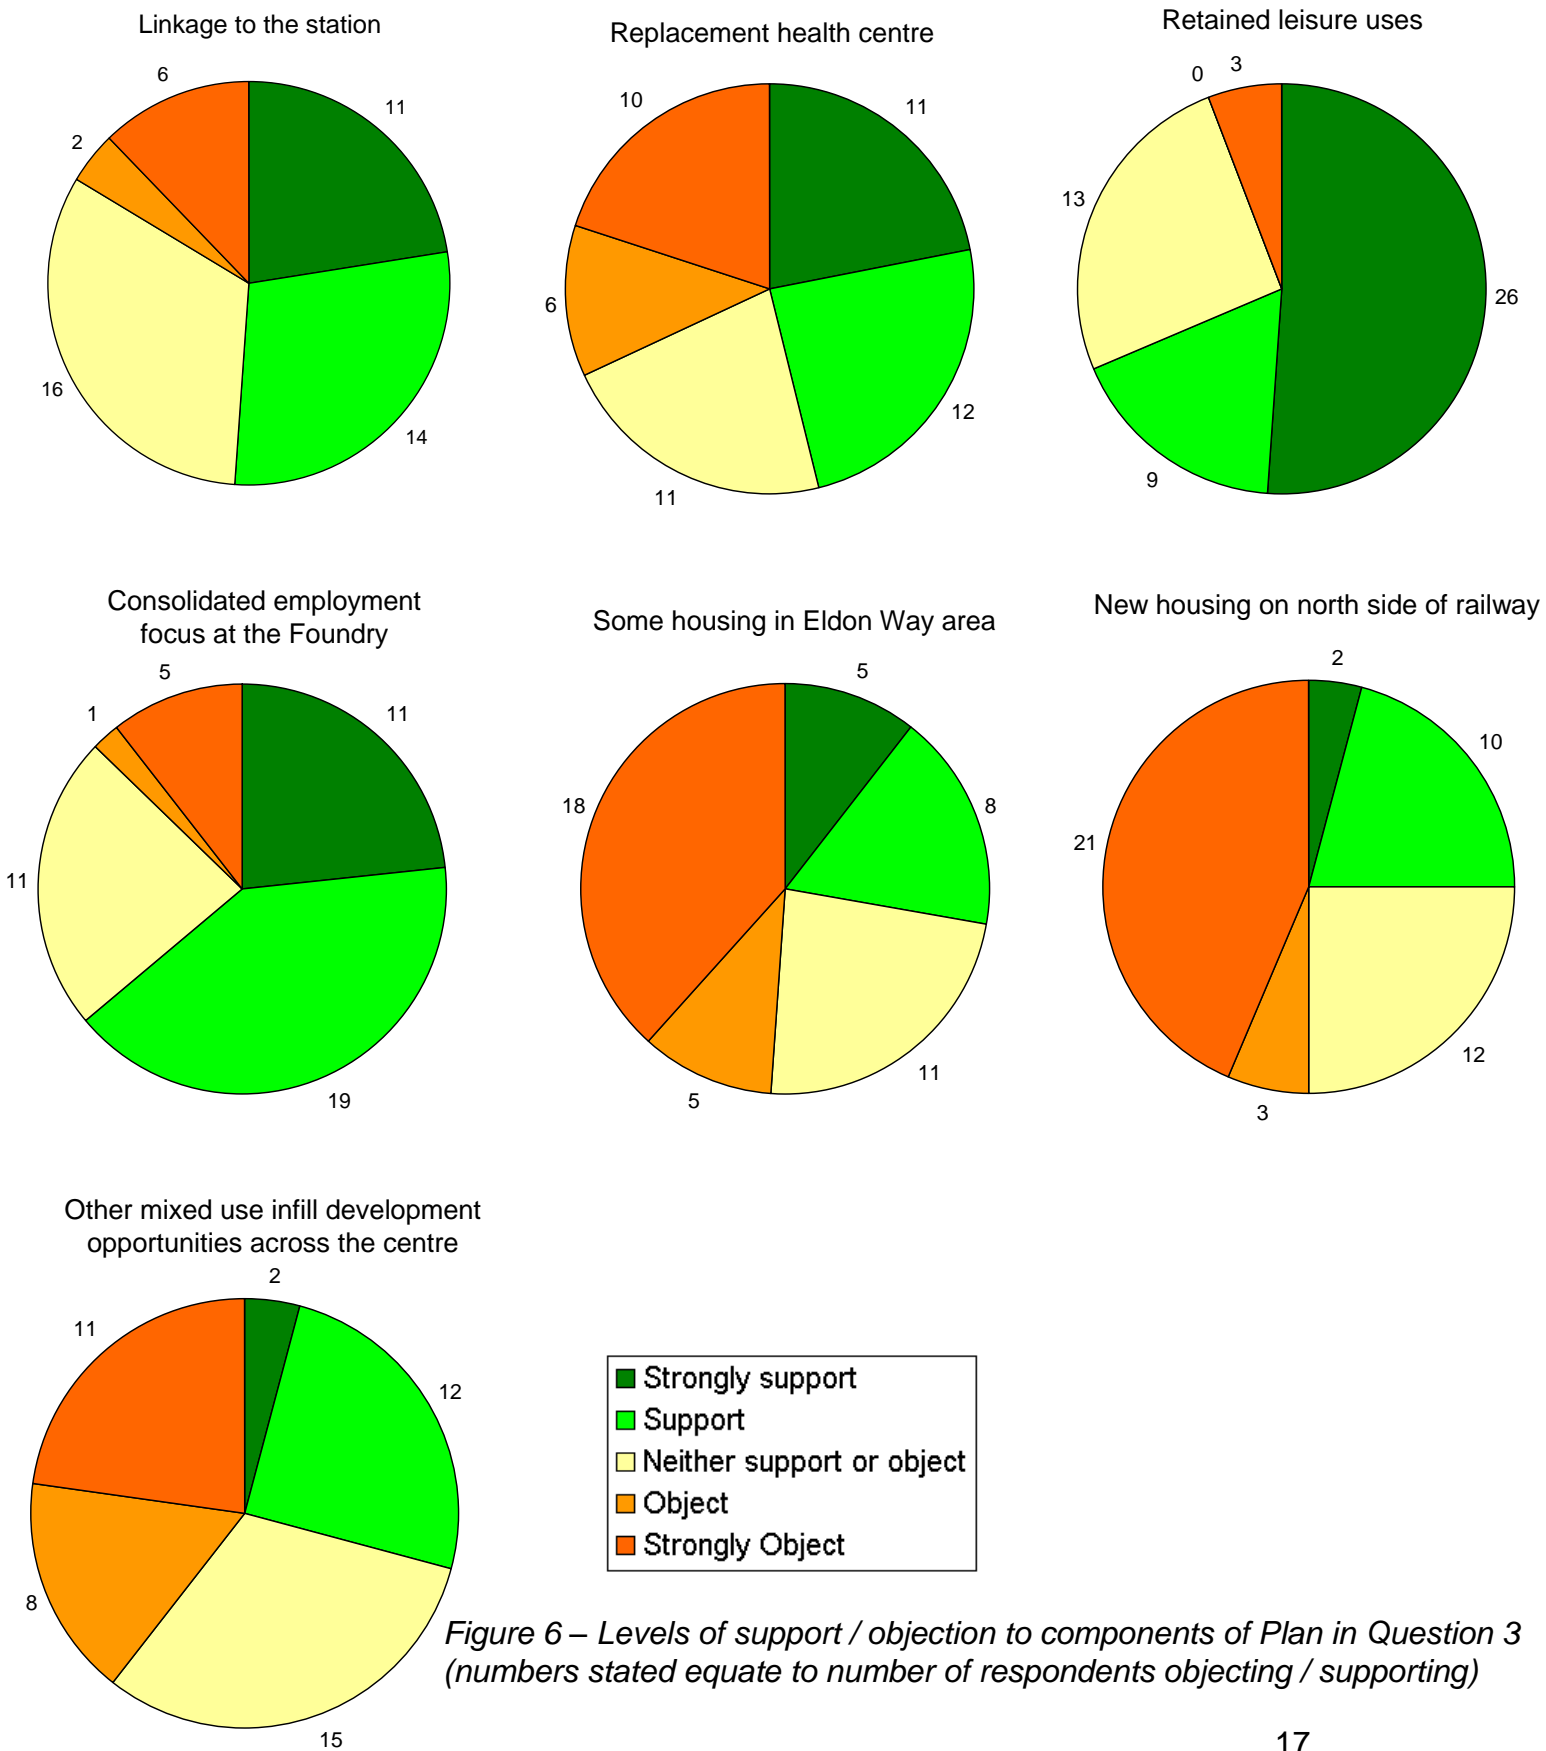 Linkage to the station
6
11
2
16
14
Replacement health centre
10
11
6
12
11
Retained leisure uses
0
3
13
26
9
Consolidated employment
focus at the Foundry
5
1
11
11
19
Some housing in Eldon Way area
5
18
8
11
5
New housing on north side of railway
2
10
21
12
3
Other mixed use infill development
opportunities across the centre
2
11
12
8
15
Strongly support
Support
Neither support or object
Object
Strongly Object
Figure 6 – Levels of support / objection to components of Plan in Question 3
(numbers stated equate to number of respondents objecting / supporting)
17